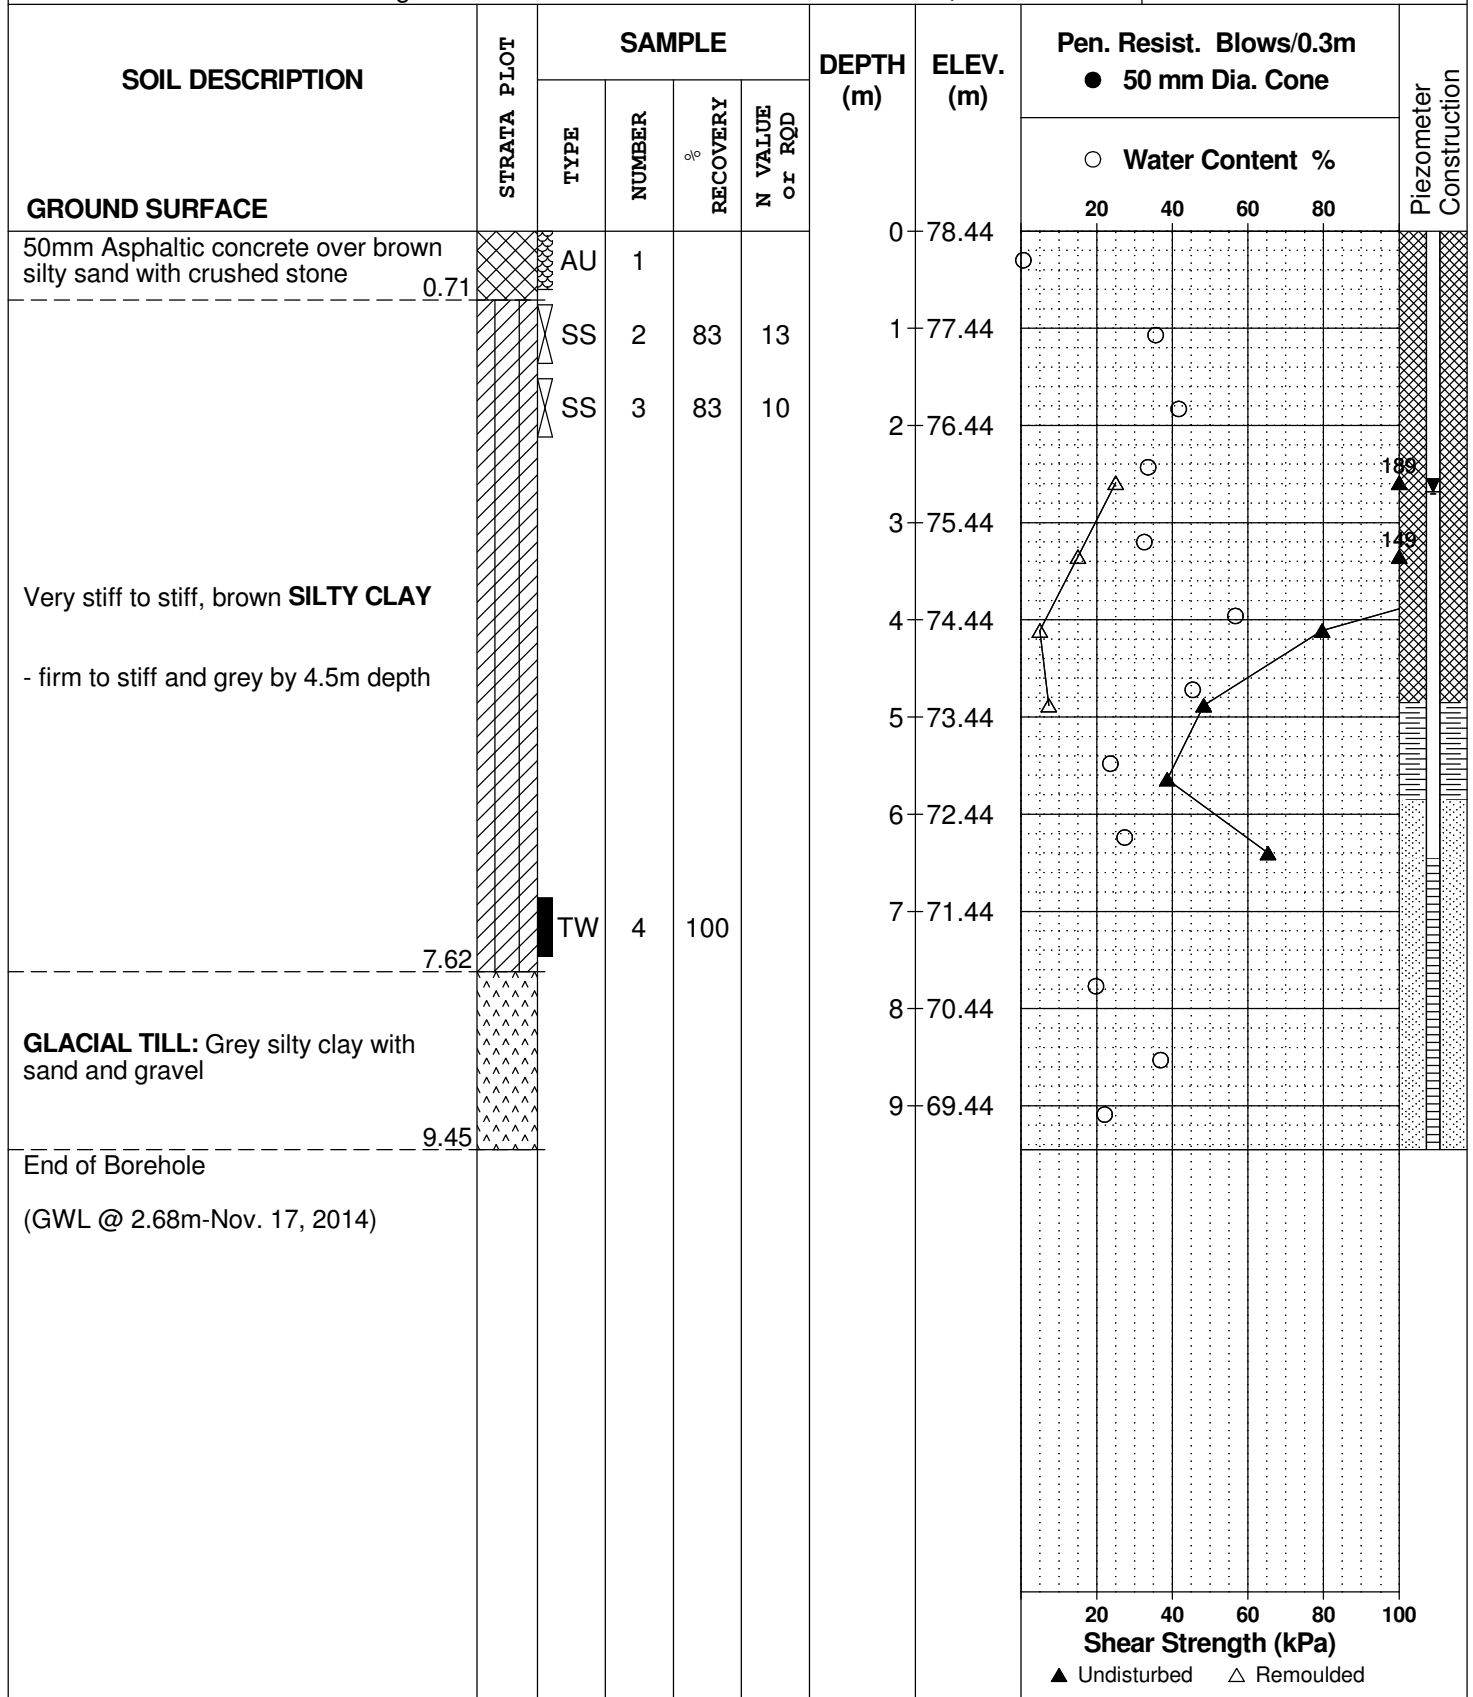 SOIL DESCRIPTION
GROUND SURFACE
STRATA PLOT
SAMPLE
TYPE
NUMBER
%
RECOVERY
N VALUE
or RQD
DEPTH
(m)
ELEV.
(m)
Pen. Resist. Blows/0.3m
● 50 mm Dia. Cone
○ Water Content %
20 40 60 80
Piezometer
Construction
0 78.44
50mm Asphaltic concrete over brown
silty sand with crushed stone
0.71
AU 1
SS 2 83 13
1 77.44
SS 3 83 10
2 76.44
189
3 75.44
149
Very stiff to stiff, brown SILTY CLAY
4 74.44
- firm to stiff and grey by 4.5m depth
5 73.44
6 72.44
7 71.44
TW 4 100
7.62
8 70.44
GLACIAL TILL: Grey silty clay with
sand and gravel
9 69.44
9.45
End of Borehole
(GWL @ 2.68m-Nov. 17, 2014)
20 40 60 80 100
Shear Strength (kPa)
▲ Undisturbed △ Remoulded